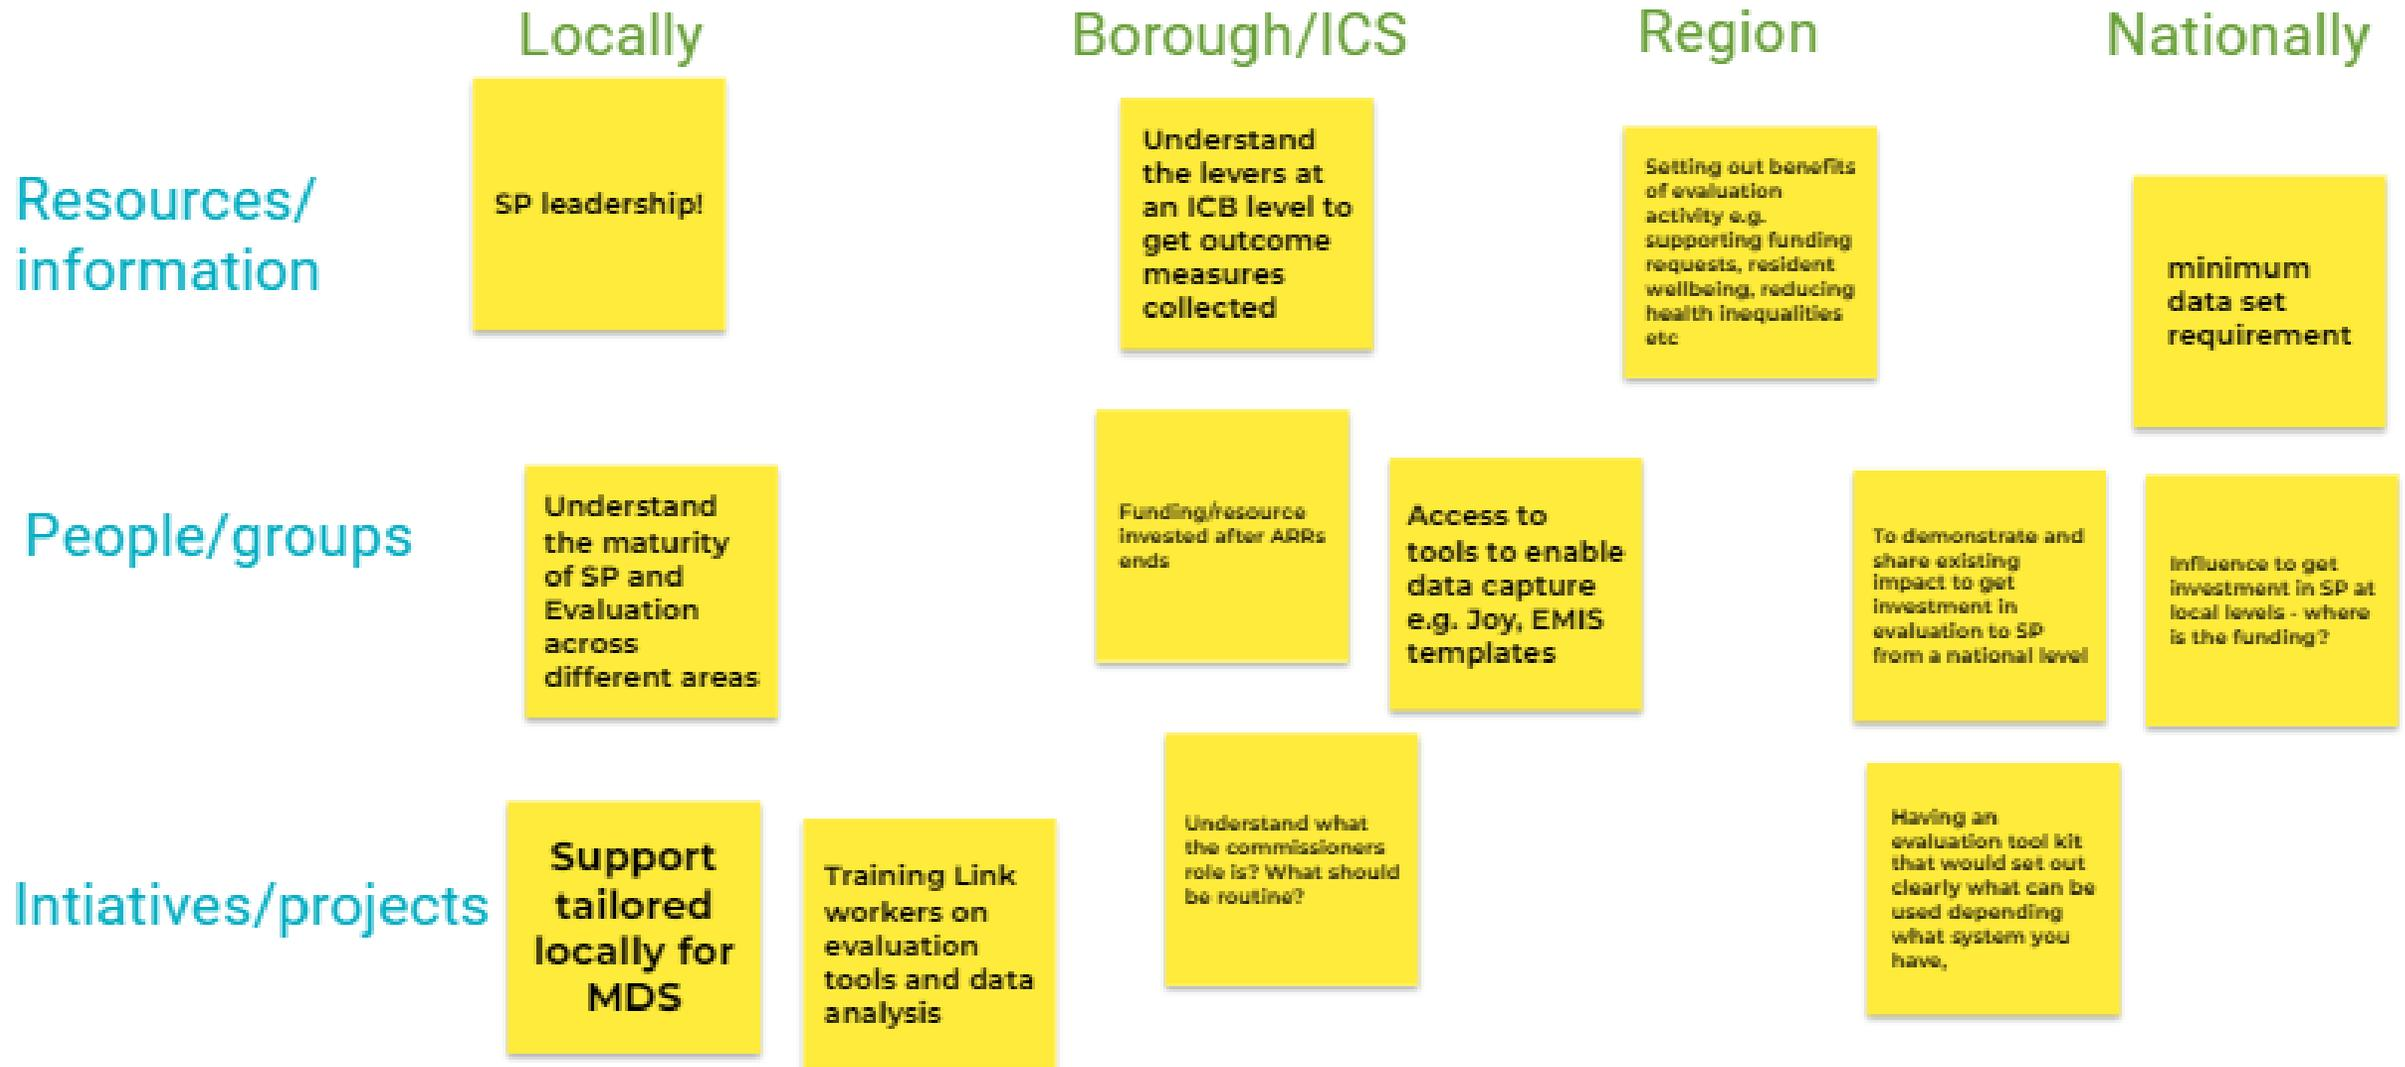 Locally
Borough/ICS
Region
Nationally
Resources/
information
SP leadership!
Understand
the levers at
an ICB level to
get outcome
measures
collected
Setting out benefits
of evaluation
activity e.g.
supporting funding
requests, resident
wellbeing, reducing
health inequalities
etc
minimum
data set
requirement
People/groups
Understand
the maturity
of SP and
Evaluation
across
different areas
Funding/resource
invested after ARRs
ends
Access to
tools to enable
data capture
e.g. Joy, EMIS
templates
To demonstrate and
share existing
impact to get
investment in
evaluation to SP
from a national level
Influence to get
investment in SP at
local levels - where
is the funding?
Intiatives/projects
Support
tailored
locally for
MDS
Training Link
workers on
evaluation
tools and data
analysis
Understand what
the commissioners
role is? What should
be routine?
Having an
evaluation tool kit
that would set out
clearly what can be
used depending
what system you
have,